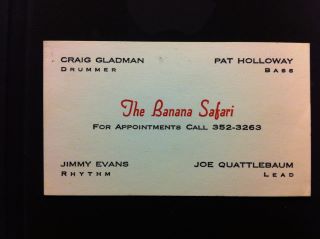 CRAIG GLADMAN
DRUMMER
PAT HOLLOWAY
BASS
The Banana Safari
FOR APPOINTMENTS CALL 352-3263
JIMMY EVANS
RHYTHM
JOE QUATTLEBAUM
LEAD